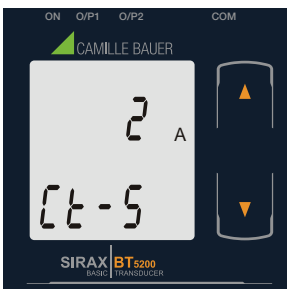 ON O/P1 O/P2 COM
CAMILLE BAUER
2
A
Ct-S
SIRAX BT5200
BASIC TRANSDUCER